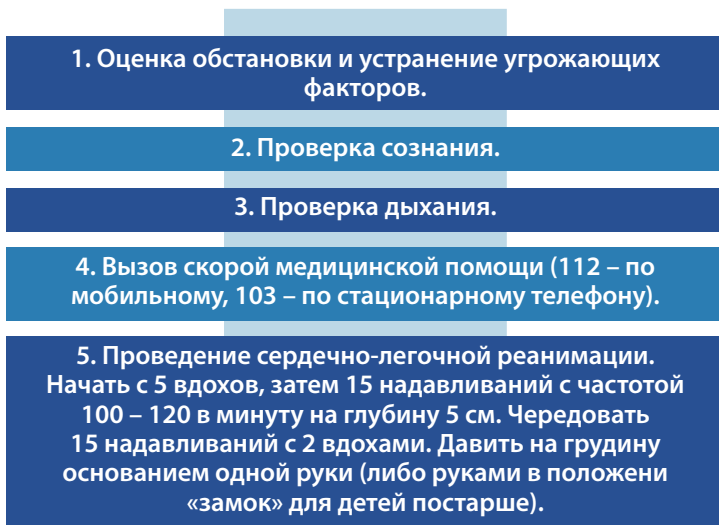 1. Оценка обстановки и устранение угрожающих
факторов.
2. Проверка сознания.
3. Проверка дыхания.
4. Вызов скорой медицинской помощи (112 – по
мобильному, 103 – по стационарному телефону).
5. Проведение сердечно-легочной реанимации.
Начать с 5 вдохов, затем 15 надавливаний с частотой
100 – 120 в минуту на глубину 5 см. Чередовать
15 надавливаний с 2 вдохами. Давить на грудину
основанием одной руки (либо руками в положени
«замок» для детей постарше).